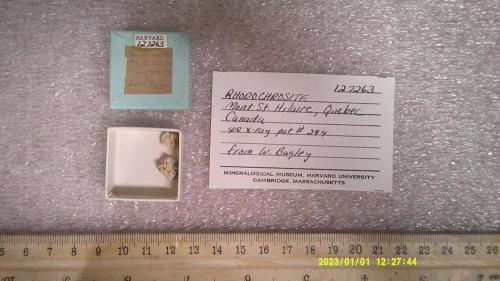 HARVARD
127263
127263
RHODOCHROSITE
Mont St. Hilaire, Quebec
Canada
see x-ray pat # 294
from W. Bagley
MINERALOGICAL MUSEUM, HARVARD UNIVERSITY
CAMBRIDGE, MASSACHUSETTS
5 6 7 8 9 10 11 12 13 14 15 16 17 18 19 20 21 22 23 24 25 26
2023/01/01 12:27:44